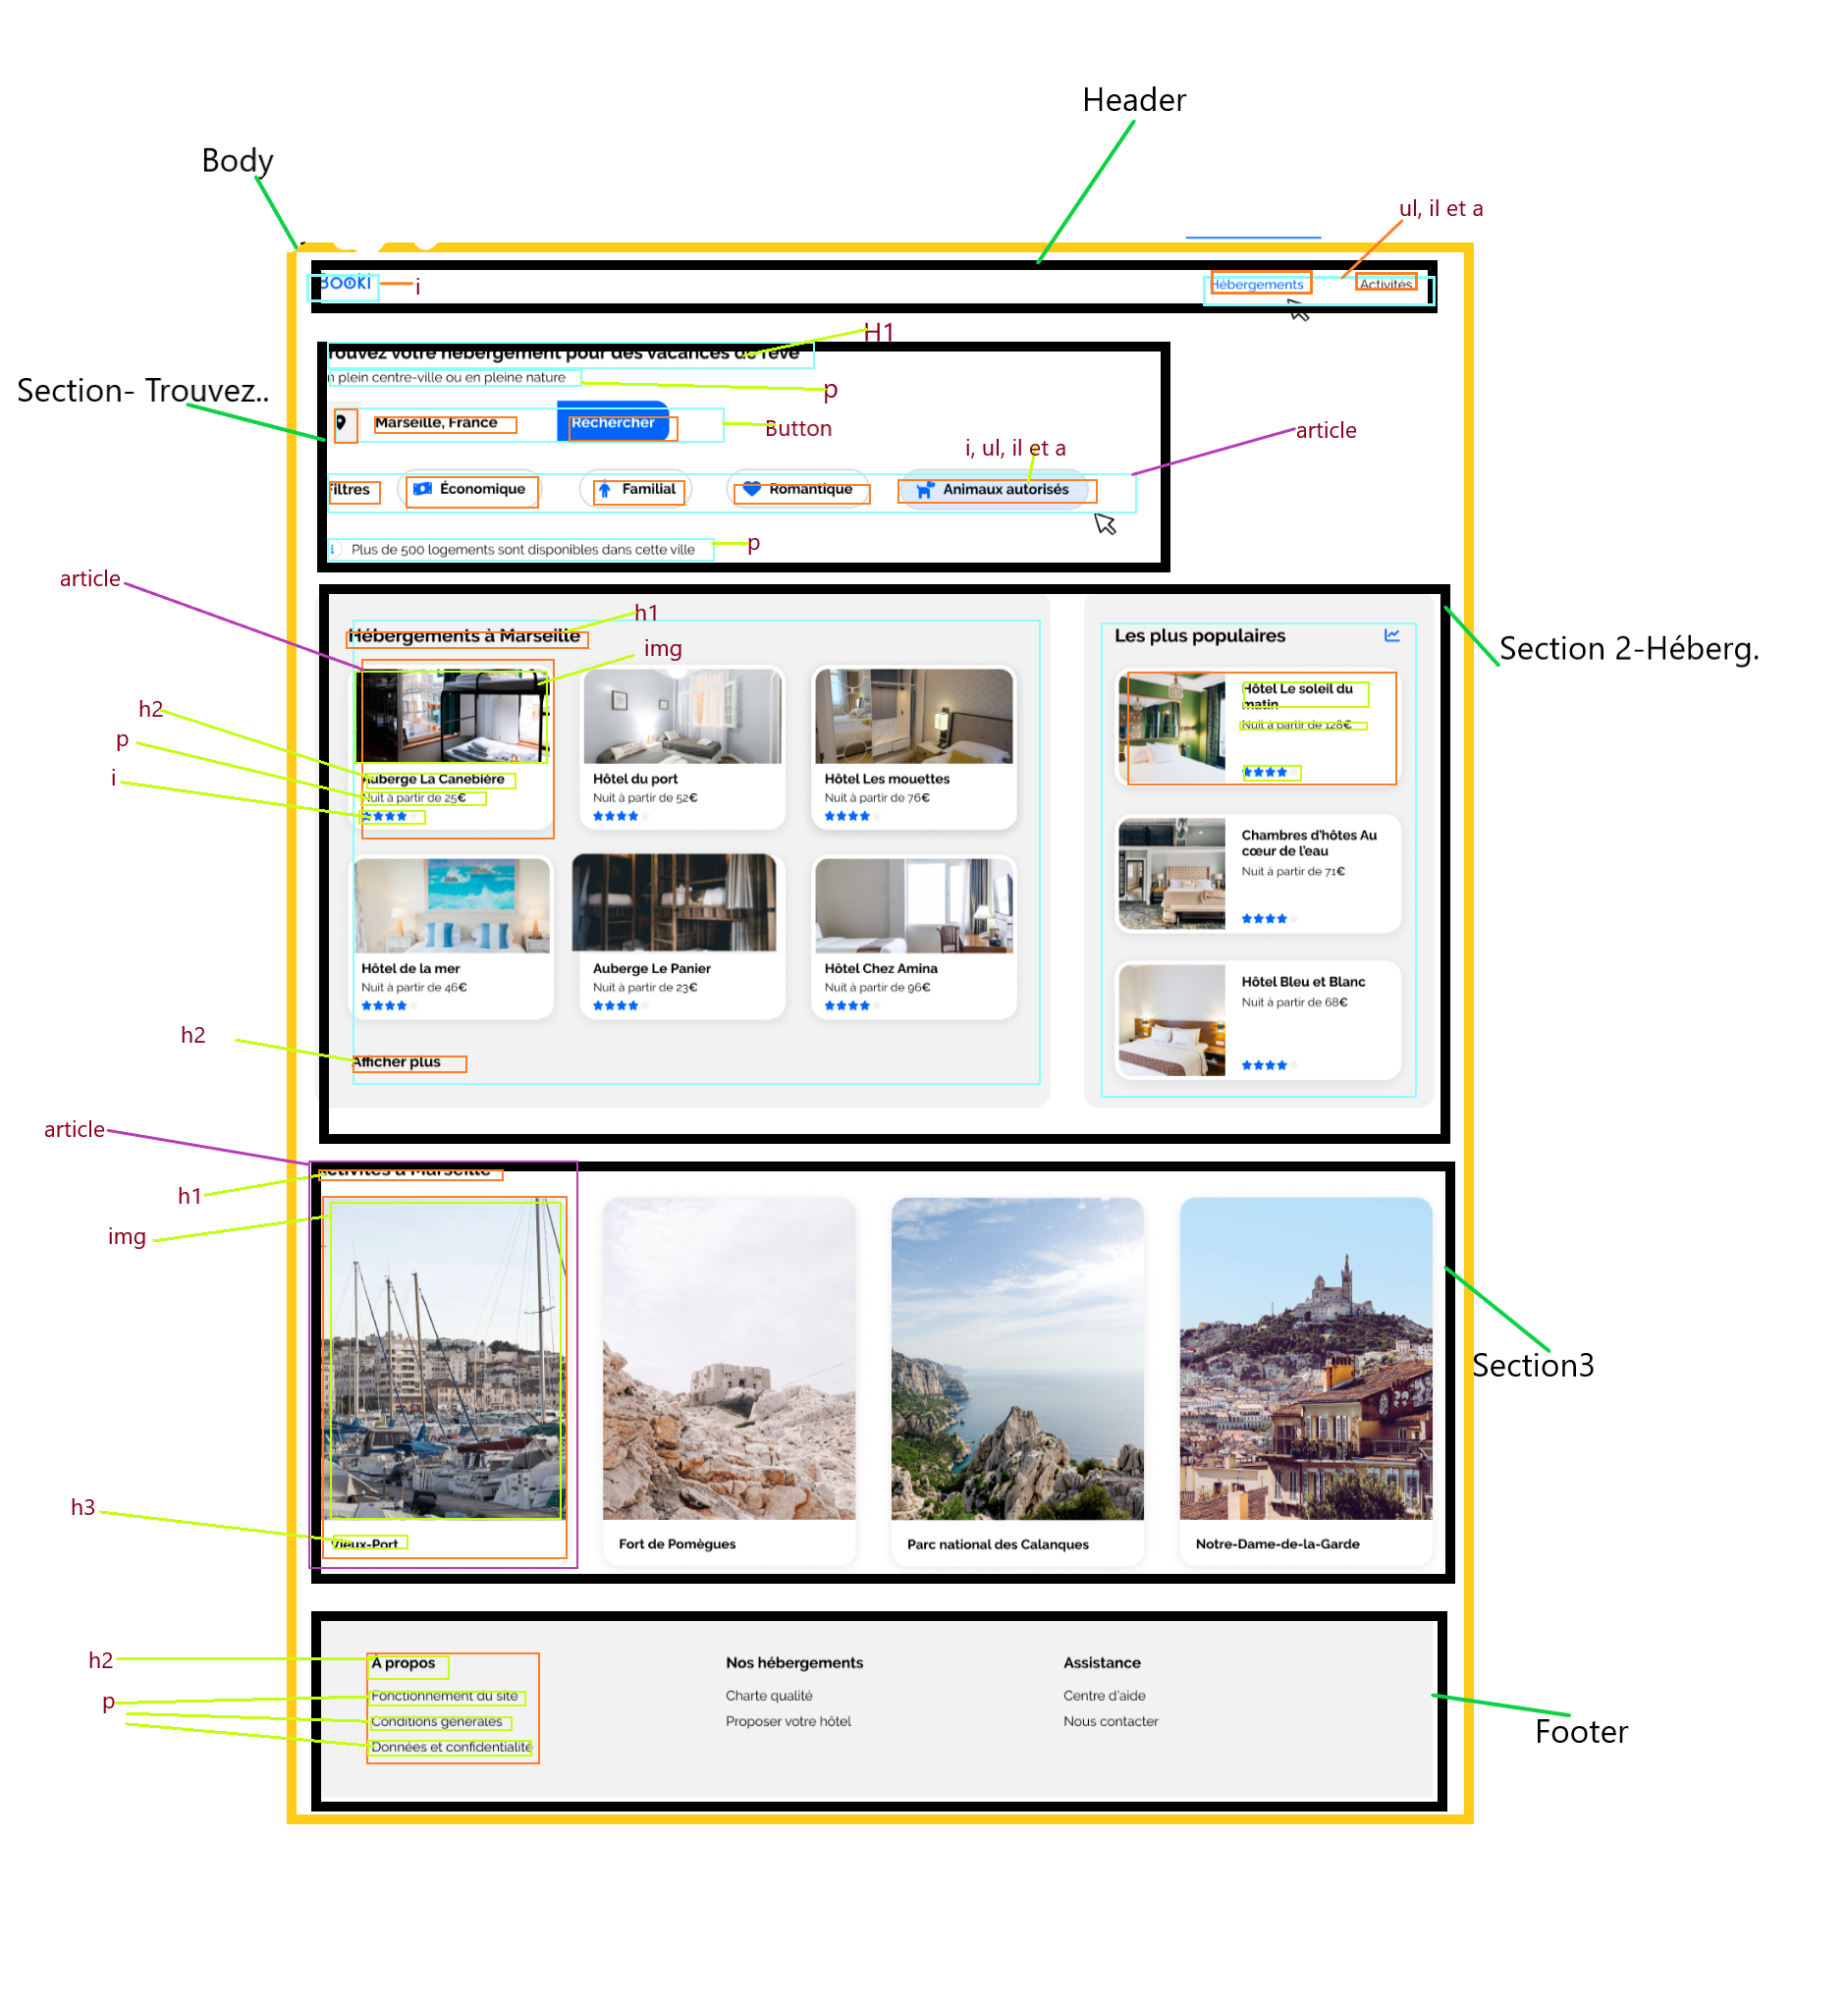 Header
Body
ul, il et a
BOOKI
i
Hébergements
Activités
H1
rouvez votre hébergement pour des vacances de rêve
n plein centre-ville ou en pleine nature
p
Section- Trouvez..
Marseille, France
Rechercher
Button
article
i, ul, il et a
Filtres
Économique
Familial
Romantique
Animaux autorisés
i
Plus de 500 logements sont disponibles dans cette ville
p
article
h1
Hébergements à Marseille
img
Les plus populaires
Section 2-Héberg.
h2
p
i
Auberge La Canebière
Nuit à partir de 25€
Hôtel du port
Nuit à partir de 52€
Hôtel Les mouettes
Nuit à partir de 76€
Hôtel Le soleil du
matin
Nuit à partir de 128€
Chambres d'hôtes Au
cœur de l'eau
Nuit à partir de 71€
Hôtel de la mer
Nuit à partir de 46€
Auberge Le Panier
Nuit à partir de 23€
Hôtel Chez Amina
Nuit à partir de 96€
Hôtel Bleu et Blanc
Nuit à partir de 68€
h2
Afficher plus
article
ctivités à Marseille
h1
img
Section3
h3
Vieux-Port
Fort de Pomègues
Parc national des Calanques
Notre-Dame-de-la-Garde
h2
p
À propos
Fonctionnement du site
Conditions générales
Données et confidentialité
Nos hébergements
Charte qualité
Proposer votre hôtel
Assistance
Centre d'aide
Nous contacter
Footer